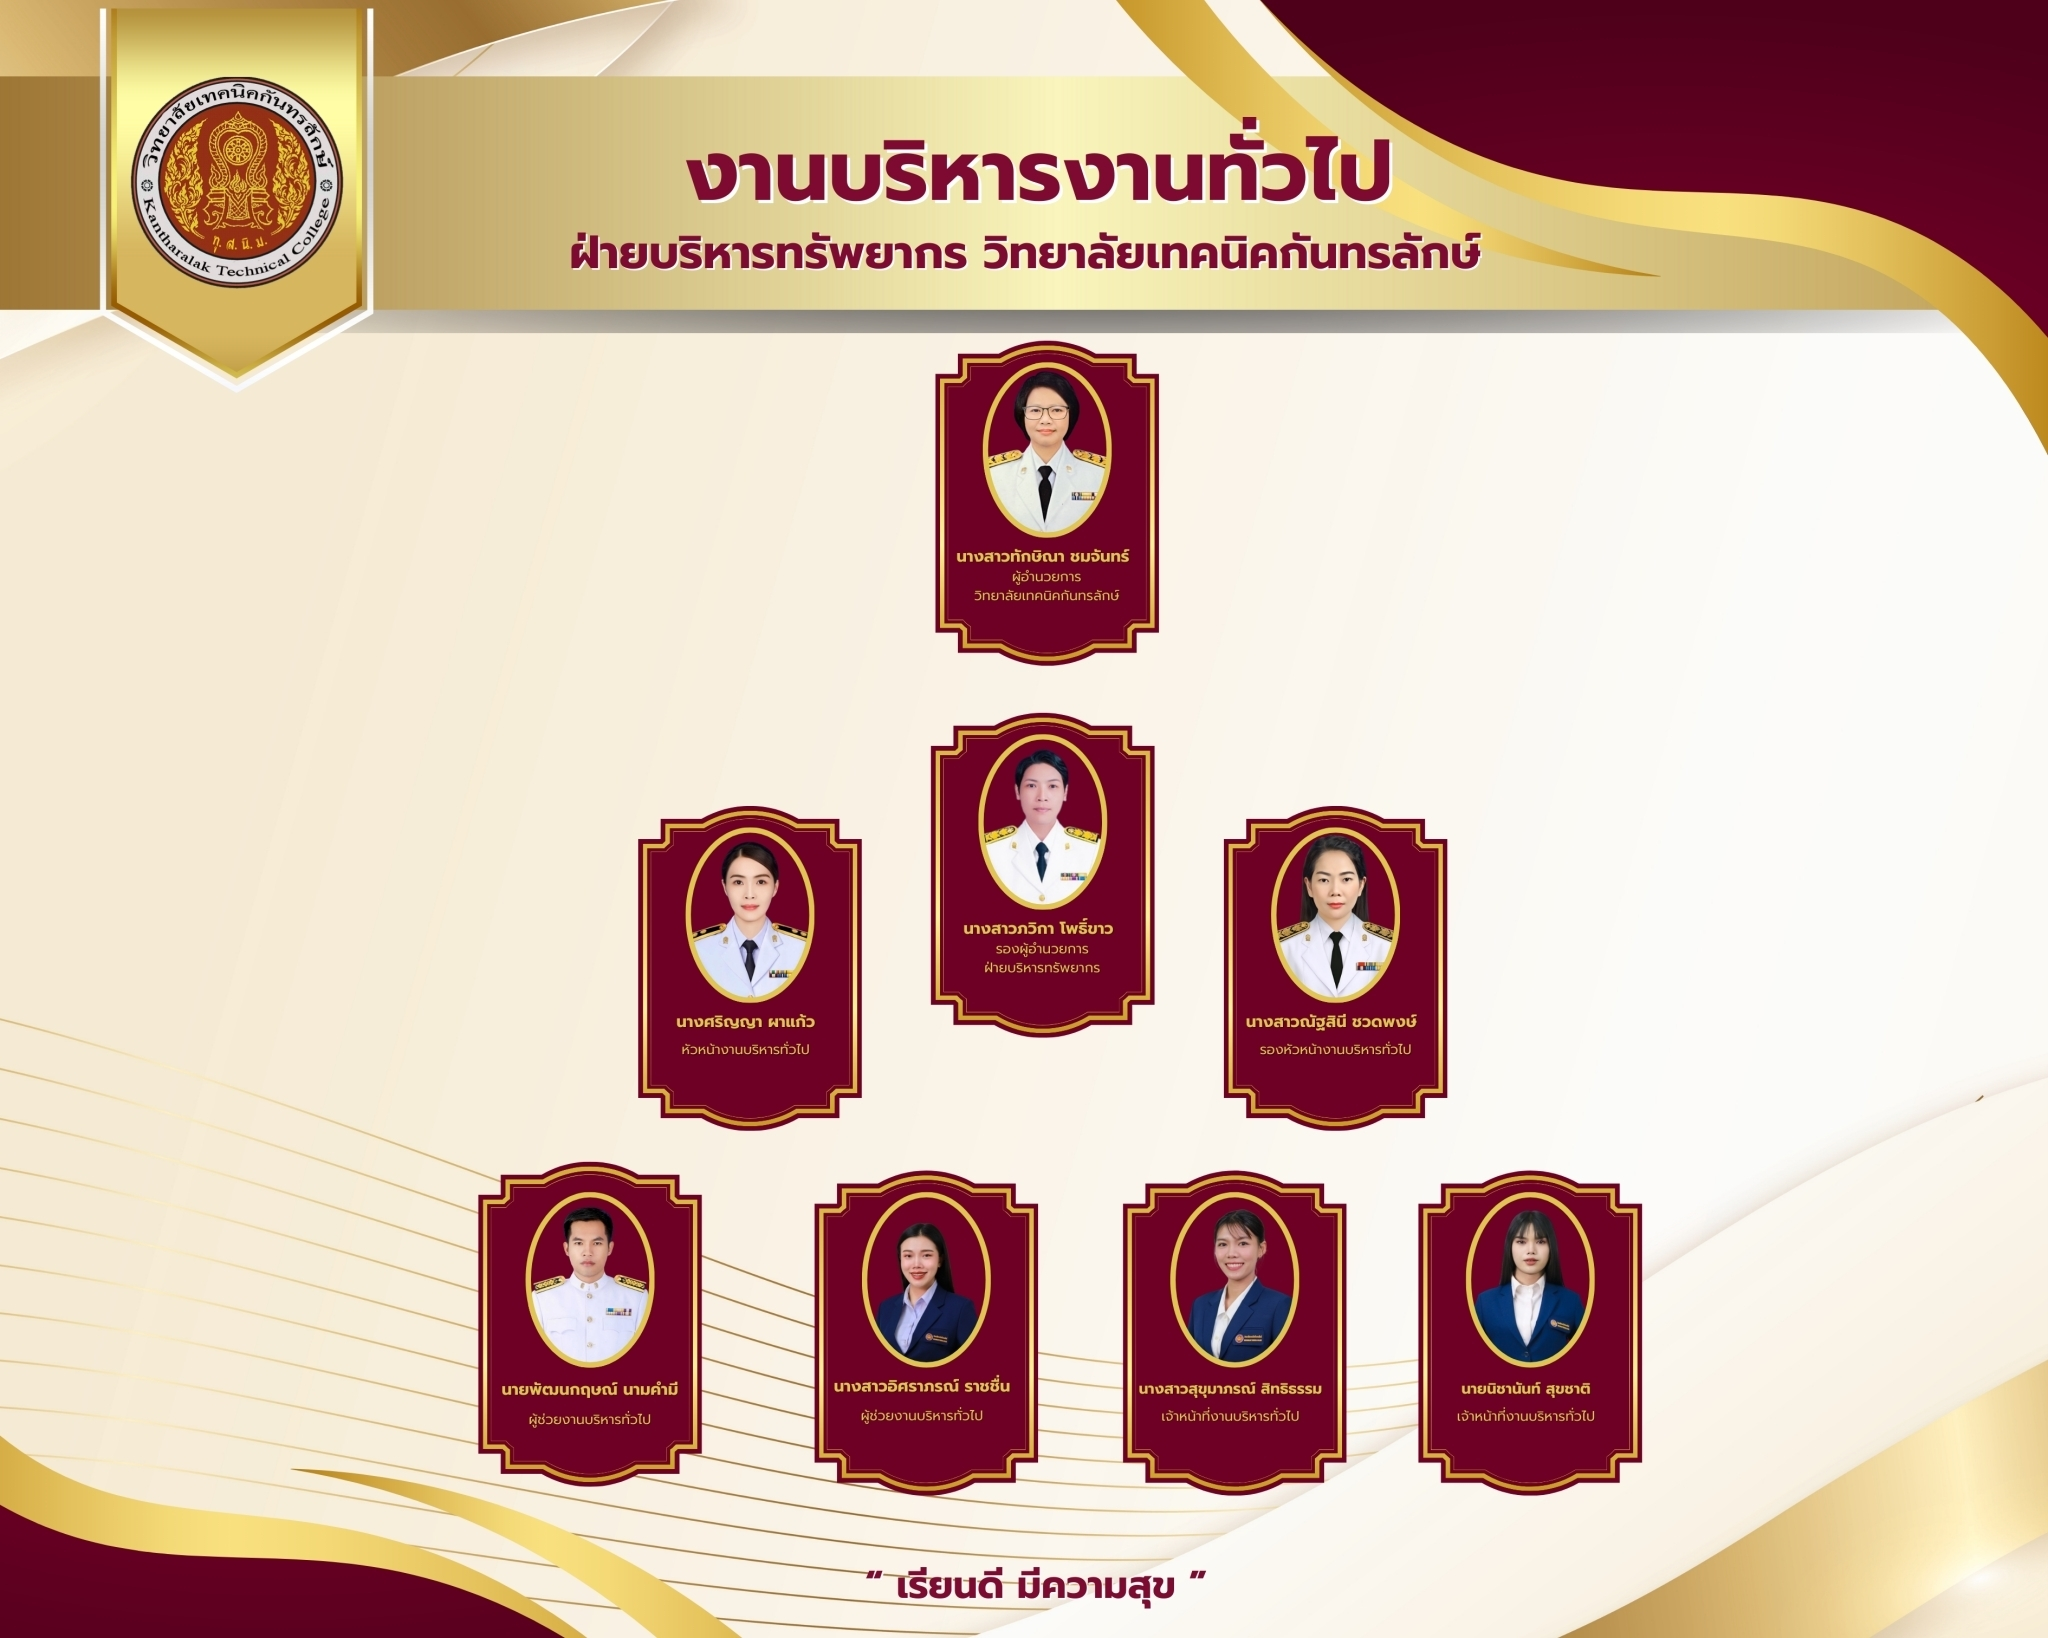 วิทยาลัยเทคนิคกันทรลักษ์
ทุ. ส. นิ. ม.
Kantharalak Technical College
งานบริหารงานทั่วไป
ฝ่ายบริหารทรัพยากร วิทยาลัยเทคนิคกันทรลักษ์
นางสาวทักษิณา ชมจันทร์
ผู้อำนวยการ
วิทยาลัยเทคนิคกันทรลักษ์
นางสาวภวิกา โพธิ์ขาว
รองผู้อำนวยการ
ฝ่ายบริหารทรัพยากร
นางศริญญา ผาแก้ว
หัวหน้างานบริหารทั่วไป
นางสาวณัฐสินี ชวดพงษ์
รองหัวหน้างานบริหารทั่วไป
นายพัฒนกฤษณ์ นามคำมี
ผู้ช่วยงานบริหารทั่วไป
นางสาวอิศราภรณ์ ราชชื่น
ผู้ช่วยงานบริหารทั่วไป
นางสาวสุขุมาภรณ์ สิทธิธรรม
เจ้าหน้าที่งานบริหารทั่วไป
นายนิชานันท์ สุขชาติ
เจ้าหน้าที่งานบริหารทั่วไป
“ เรียนดี มีความสุข ”